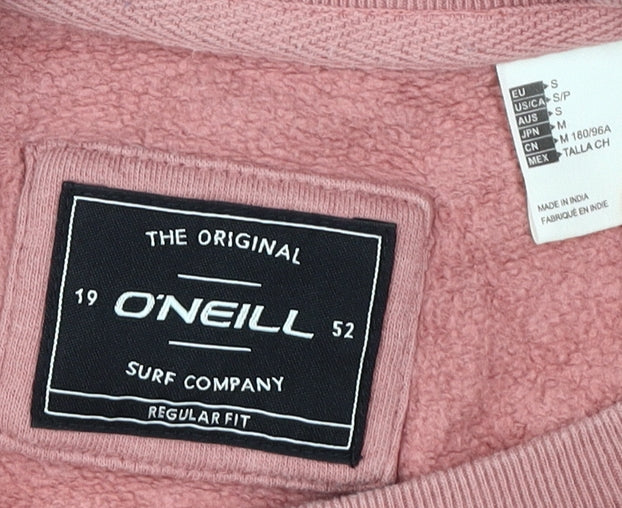 THE ORIGINAL
19 O'NEILL 52
SURF COMPANY
REGULAR FIT
EU S
US/CA S/P
AUS S
JPN M
CN M 160/96A
MEX TALLA CH
MADE IN INDIA
FABRIQUÉ EN INDE